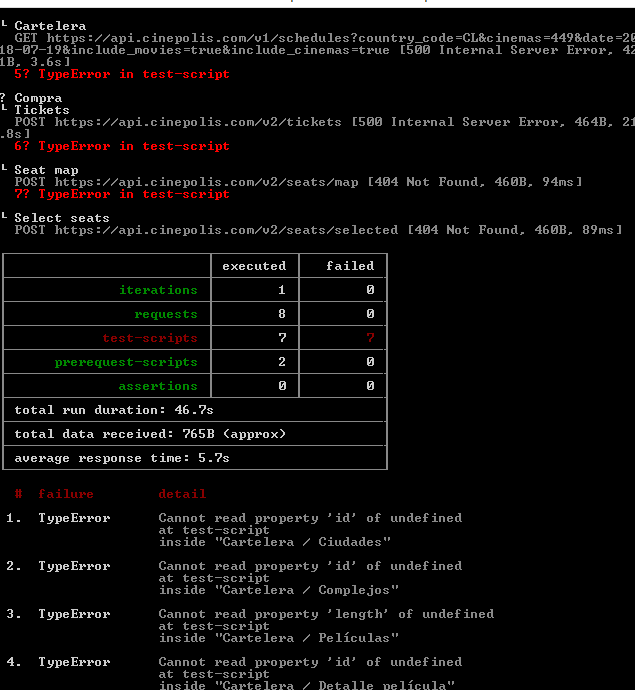 └ Cartelera
GET https://api.cinepolis.com/v1/schedules?country_code=CL&cinemas=449&date=20
18-07-19&include_movies=true&include_cinemas=true [500 Internal Server Error, 42
1B, 3.6s]
5? TypeError in test-script
? Compra
└ Tickets
POST https://api.cinepolis.com/v2/tickets [500 Internal Server Error, 464B, 21
.8s]
6? TypeError in test-script
└ Seat map
POST https://api.cinepolis.com/v2/seats/map [404 Not Found, 460B, 94ms]
7? TypeError in test-script
└ Select seats
POST https://api.cinepolis.com/v2/seats/selected [404 Not Found, 460B, 89ms]
executed failed
iterations 1 0
requests 8 0
test-scripts 7 7
prerequest-scripts 2 0
assertions 0 0
total run duration: 46.7s
total data received: 765B (approx)
average response time: 5.7s
# failure detail
1. TypeError Cannot read property 'id' of undefined
at test-script
inside "Cartelera / Ciudades"
2. TypeError Cannot read property 'id' of undefined
at test-script
inside "Cartelera / Complejos"
3. TypeError Cannot read property 'length' of undefined
at test-script
inside "Cartelera / Películas"
4. TypeError Cannot read property 'id' of undefined
at test-script
inside "Cartelera / Detalle película"